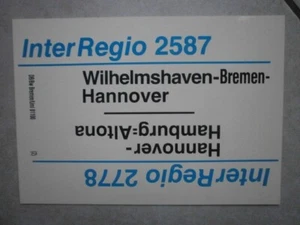 InterRegio 2587
Wilhelmshaven-Bremen-
Hannover
Hannover-
Hamburg-Altona
InterRegio 2778